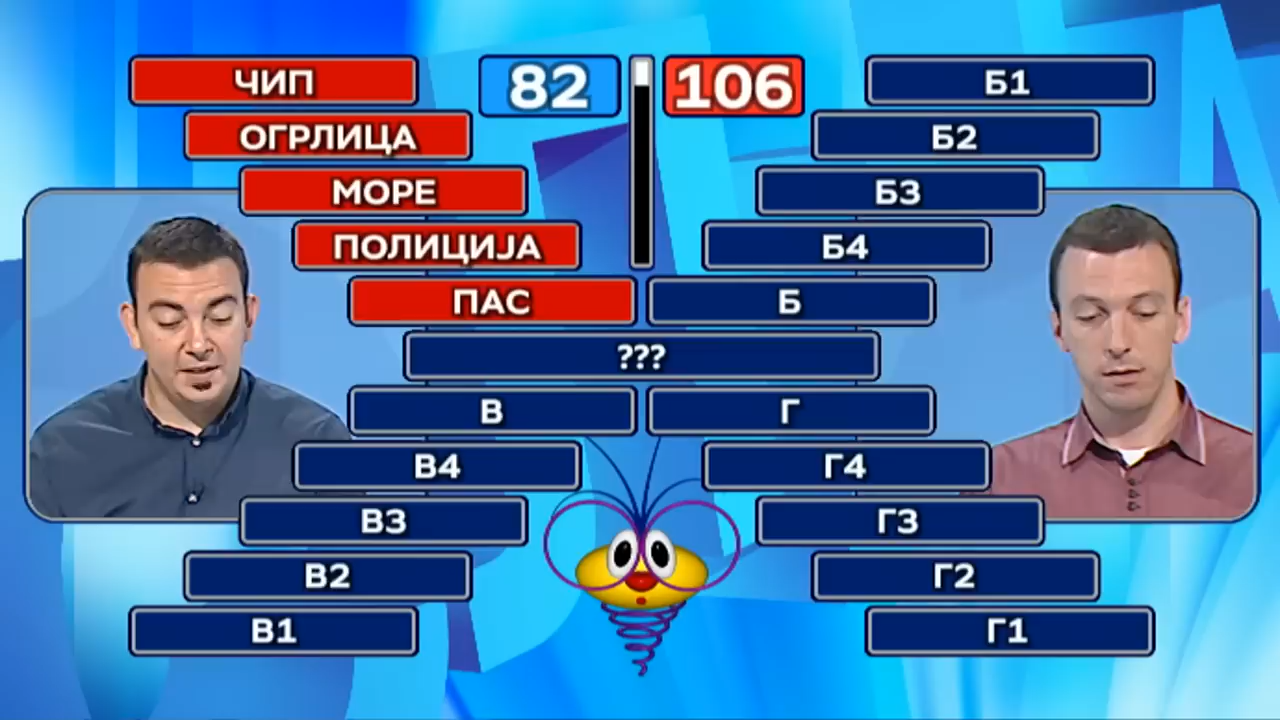 ЧИП 82 106 Б1
ОГРЛИЦА Б2
МОРЕ Б3
ПОЛИЦИЈА Б4
ПАС Б
???
В Г
В4 Г4
В3 Г3
В2 Г2
В1 Г1